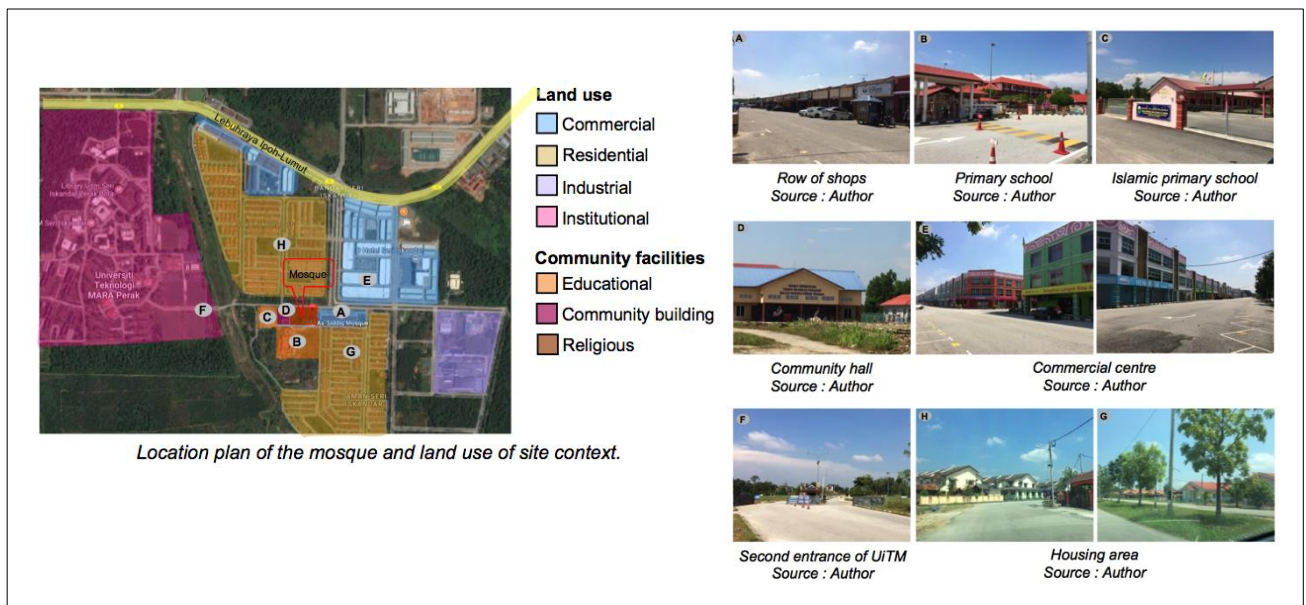 Lebuhraya Ipoh-Lumut
Universiti
Teknologi
MARA Perak
H
Mosque
E
F
D
A
C
B
G
Location plan of the mosque and land use of site context.
Land use
Commercial
Residential
Industrial
Institutional
Community facilities
Educational
Community building
Religious
A
B
C
Row of shops
Source : Author
Primary school
Source : Author
Islamic primary school
Source : Author
D
E
Community hall
Source : Author
Commercial centre
Source : Author
F
H
G
Second entrance of UiTM
Source : Author
Housing area
Source : Author